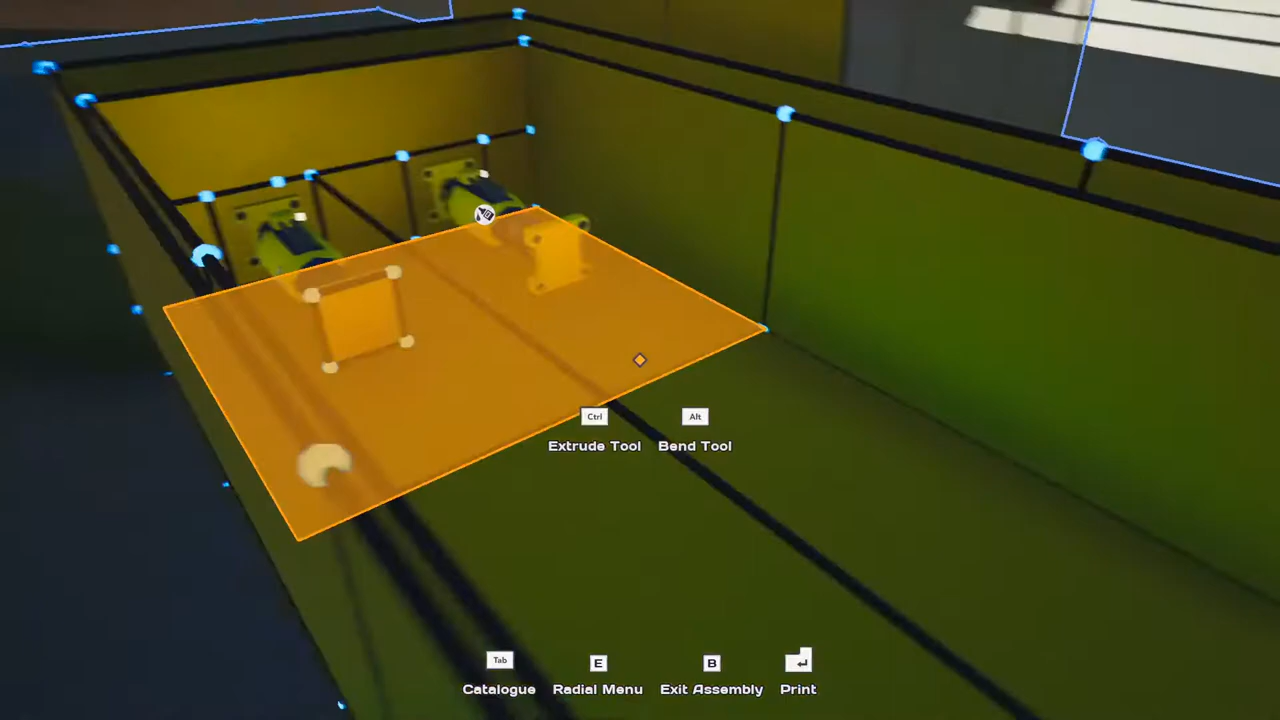 Ctrl Alt
Extrude Tool Bend Tool
Tab E B
Catalogue Radial Menu Exit Assembly Print